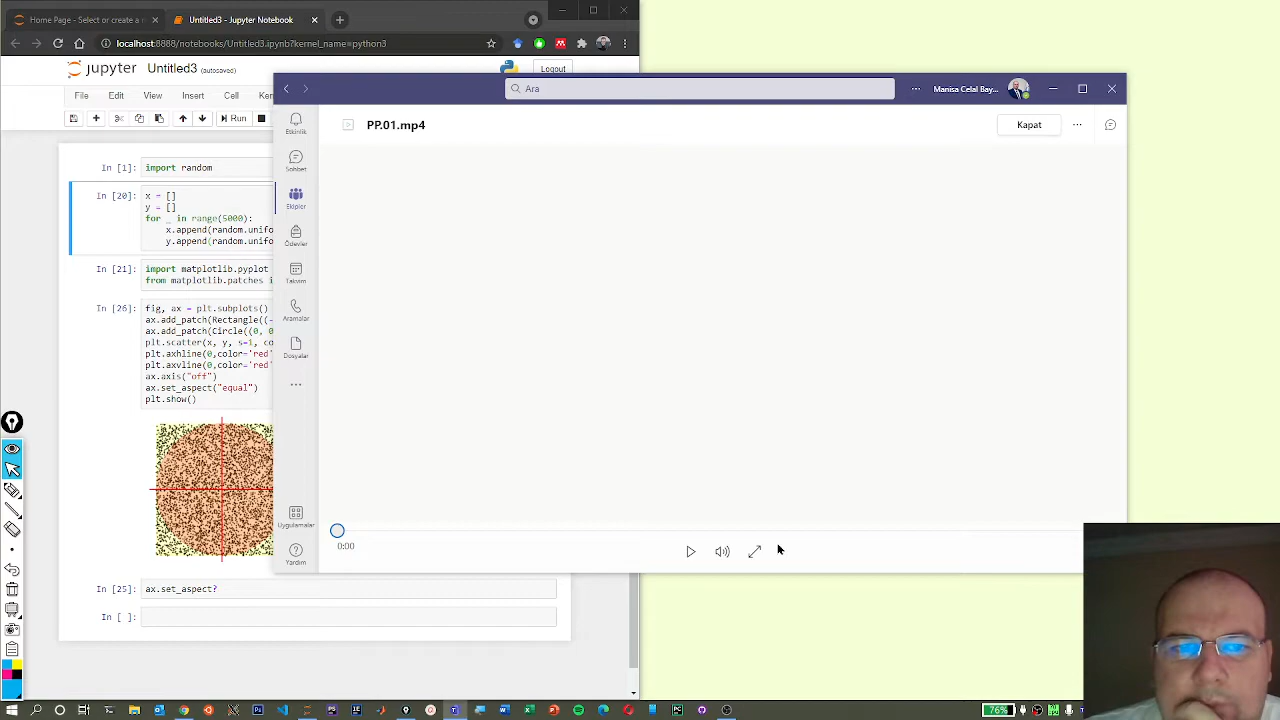 Home Page - Select or create a n
Untitled3 - Jupyter Notebook
localhost:8888/notebooks/Untitled3.ipynb?kernel_name=python3
jupyter Untitled3 (autosaved)
Logout
File Edit View Insert Cell Ker
Run
In [1]: import random
In [20]: x = []
y = []
for _ in range(5000):
x.append(random.unifo
y.append(random.unifo
In [21]: import matplotlib.pyplot
from matplotlib.patches i
In [26]: fig, ax = plt.subplots()
ax.add_patch(Rectangle((-
ax.add_patch(Circle((0, 0
plt.scatter(x, y, s=1, co
plt.axhline(0,color='red'
plt.axvline(0,color='red'
ax.axis("off")
ax.set_aspect("equal")
plt.show()
In [25]: ax.set_aspect?
In [ ]:
Ara
Manisa Celal Bay...
PP.01.mp4
Kapat
Etkinlik
Sohbet
Ekipler
Ödevler
Takvim
Aramalar
Dosyalar
Uygulamalar
Yardım
0:00
76%